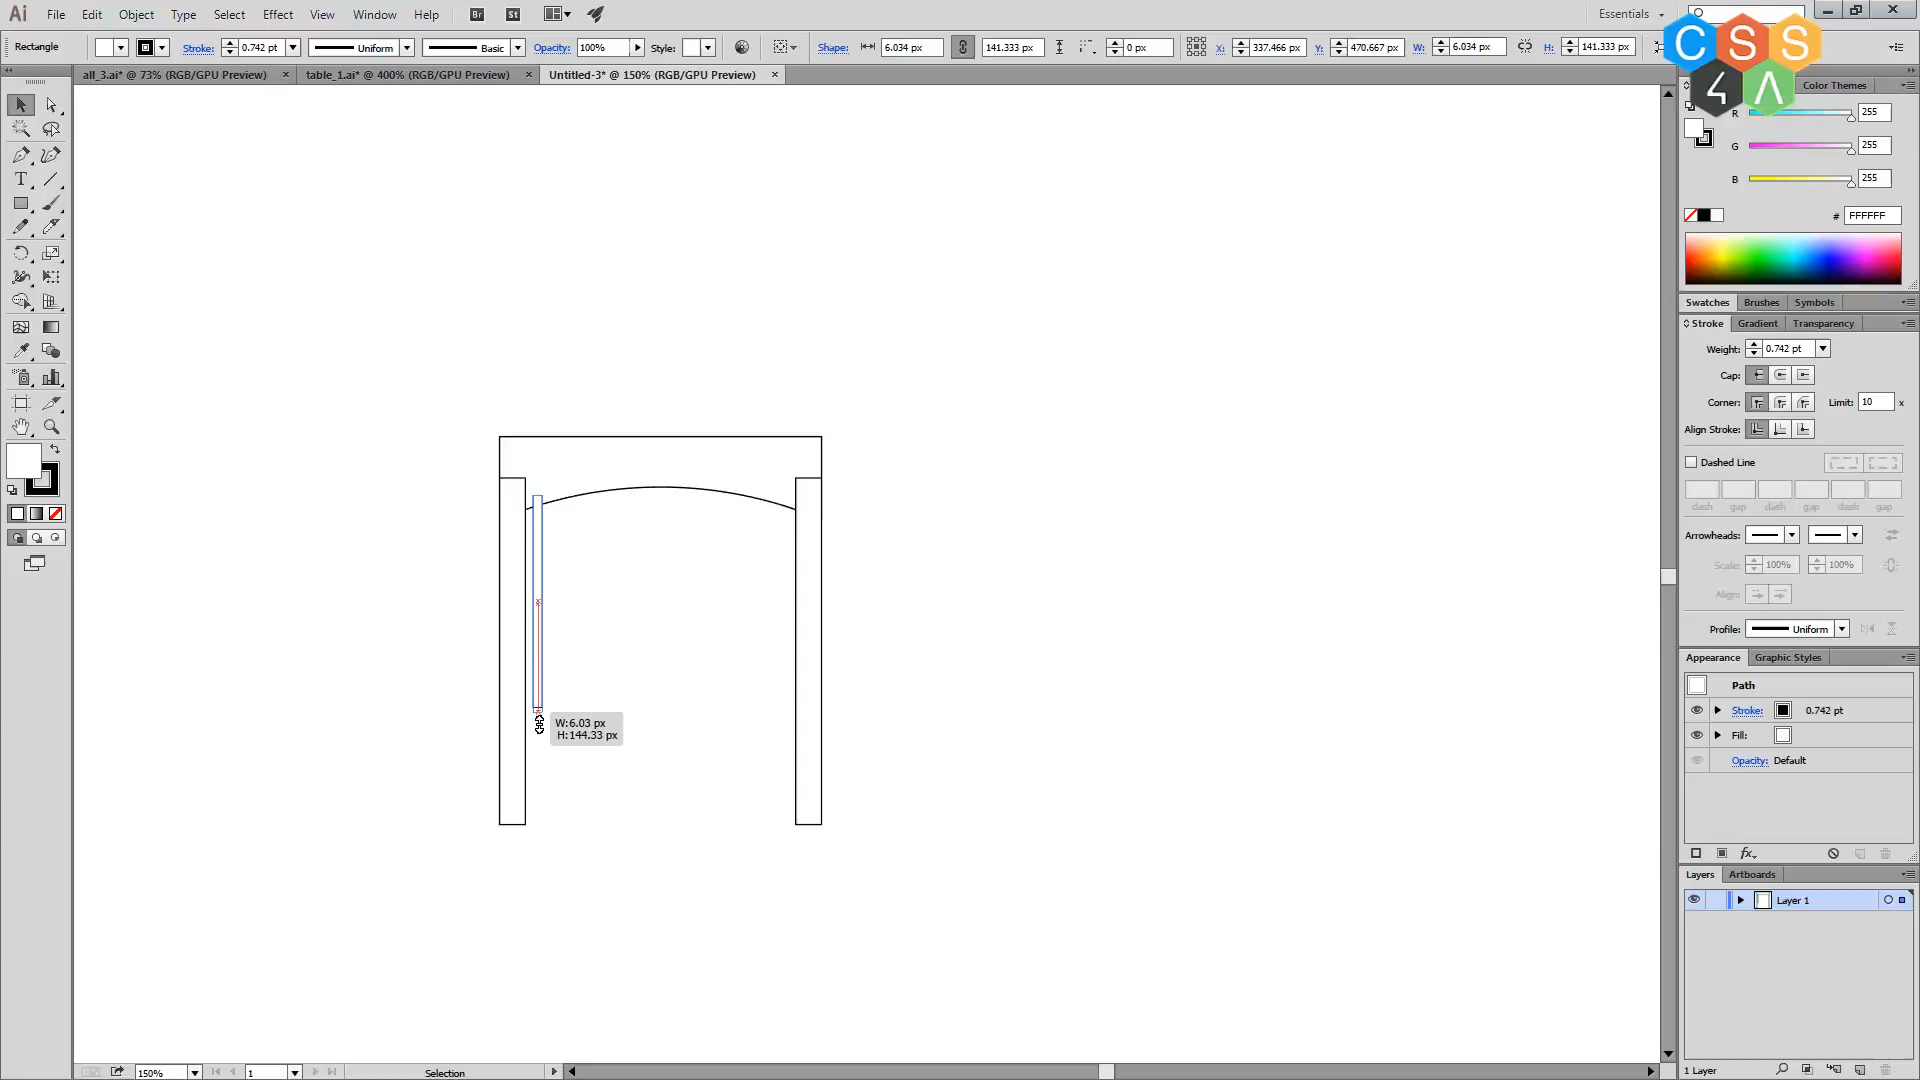 Ai File Edit Object Type Select Effect View Window Help Br St Essentials
Rectangle Stroke: 0.742 pt Uniform Basic Opacity: 100% Style: Shape: 6.034 px 141.333 px 0 px X: 337.466 px Y: 470.667 px W: 6.034 px H: 141.333 px
CSS
4Λ
all_3.ai* @ 73% (RGB/GPU Preview) × table_1.ai* @ 400% (RGB/GPU Preview) × Untitled-3* @ 150% (RGB/GPU Preview) ×
Color Themes
R 255
G 255
B 255
# FFFFFF
Swatches Brushes Symbols
Stroke Gradient Transparency
Weight: 0.742 pt
Cap:
Corner: Limit: 10 x
Align Stroke:
Dashed Line
dash gap dash gap dash gap
Arrowheads:
Scale: 100% 100%
Align:
Profile: Uniform
Appearance Graphic Styles
Path
Stroke: 0.742 pt
Fill:
Opacity: Default
fx
W:6.03 px
H:144.33 px
Layers Artboards
Layer 1
150% 1 Selection
1 Layer